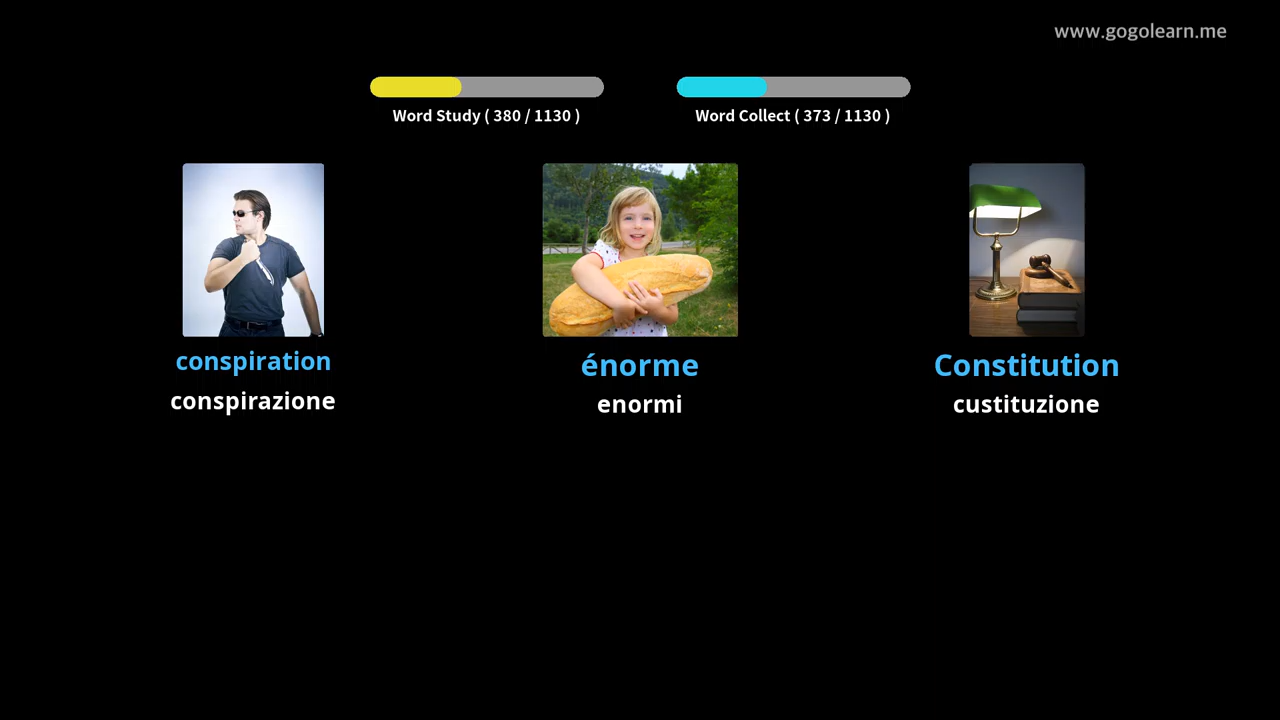 www.gogolearn.me
Word Study ( 380 / 1130 )
Word Collect ( 373 / 1130 )
conspiration
conspirazione
énorme
enormi
Constitution
custituzione